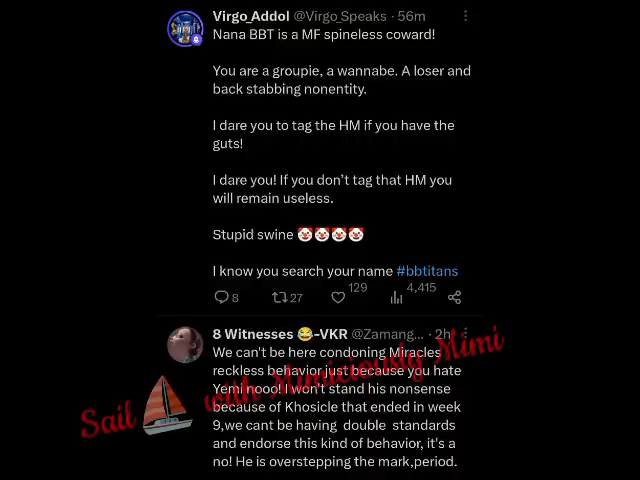 Virgo_Addol @Virgo_Speaks · 56m
Nana BBT is a MF spineless coward!
You are a groupie, a wannabe. A loser and
back stabbing nonentity.
I dare you to tag the HM if you have the
guts!
I dare you! If you don't tag that HM you
will remain useless.
Stupid swine 🤡🤡🤡🤡
I know you search your name #bbtitans
8 27 129 4,415
8 Witnesses 😂-VKR @Zamang... · 2h
We can't be here condoning Miracles
reckless behavior just because you hate
Yemi nooo! I won't stand his nonsense
because of Khosicle that ended in week
9,we cant be having double standards
and endorse this kind of behavior, it's a
no! He is overstepping the mark,period.
Sail with Mimiciously Mimi